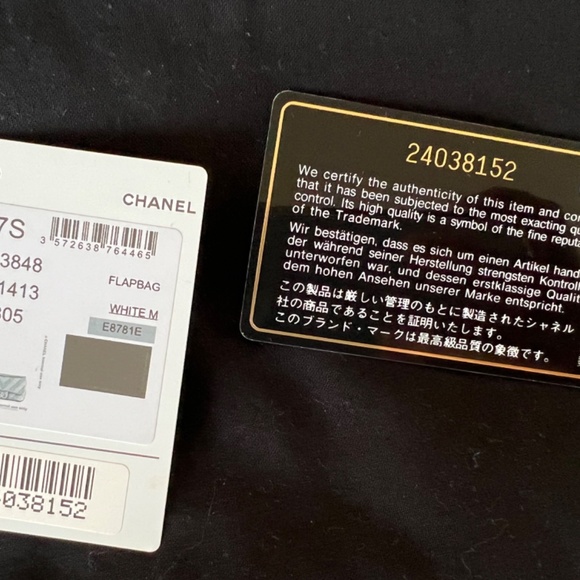 CHANEL
7S
3 572638 764465
3848
FLAPBAG
1413
WHITE M
305
E8781E
038152
24038152
We certify the authenticity of this item and
that it has been subjected to the most exacting
control. Its high quality is a symbol of the fine
of the Trademark.
Wir bestätigen, dass es sich um einen Artikel
der während seiner Herstellung strengsten
unterworfen war, und dessen erstklassige
dem hohen Ansehen unserer Marke entspricht.
この製品は厳しい管理のもとに製造されたシャネル
社の商品であることを証明いたします。
このブランド・マークは最高級品質の象徴です。